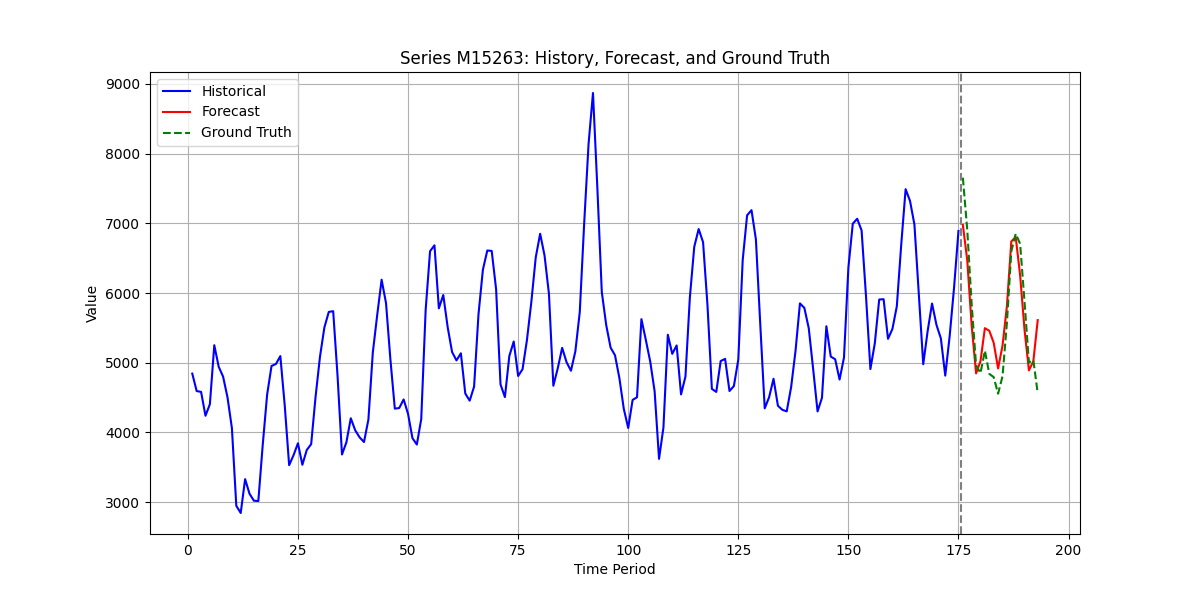 Series M15263: History, Forecast, and Ground Truth
Historical
Forecast
Ground Truth
9000
8000
7000
6000
5000
4000
3000
Value
0 25 50 75 100 125 150 175 200
Time Period